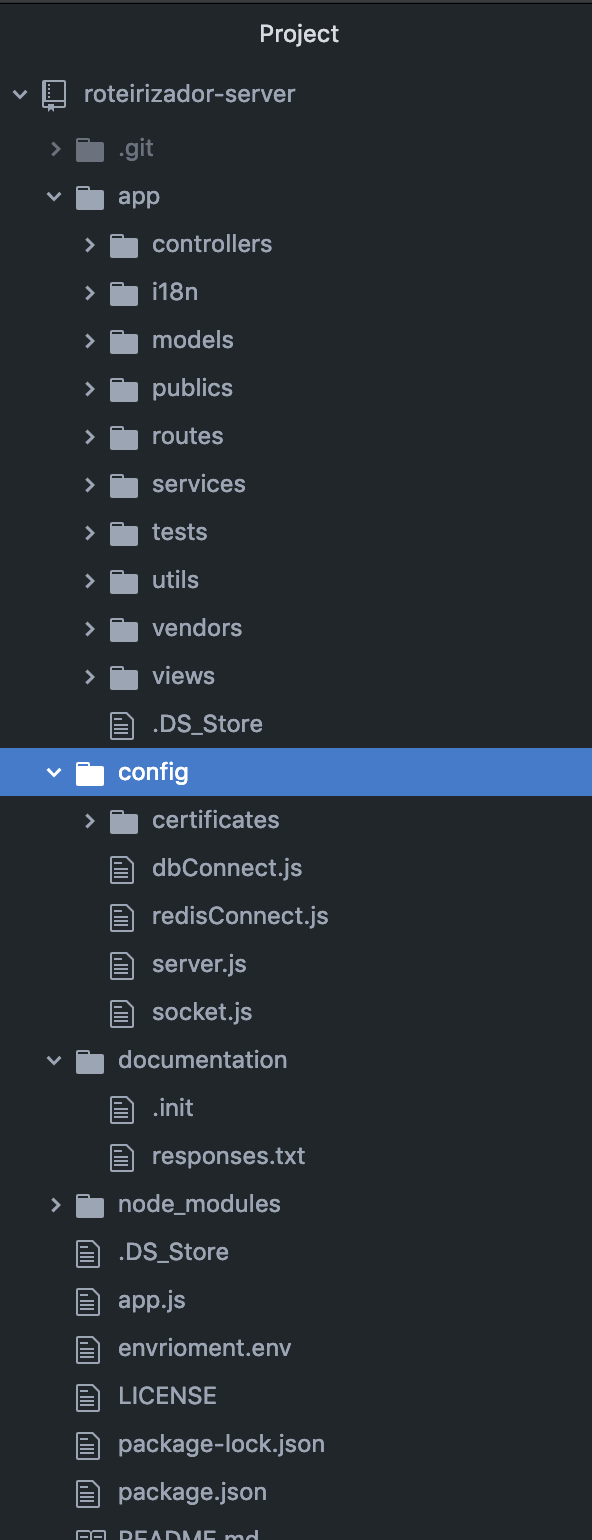 Project
roteirizador-server
.git
app
controllers
i18n
models
publics
routes
services
tests
utils
vendors
views
.DS_Store
config
certificates
dbConnect.js
redisConnect.js
server.js
socket.js
documentation
.init
responses.txt
node_modules
.DS_Store
app.js
envrioment.env
LICENSE
package-lock.json
package.json
README.md